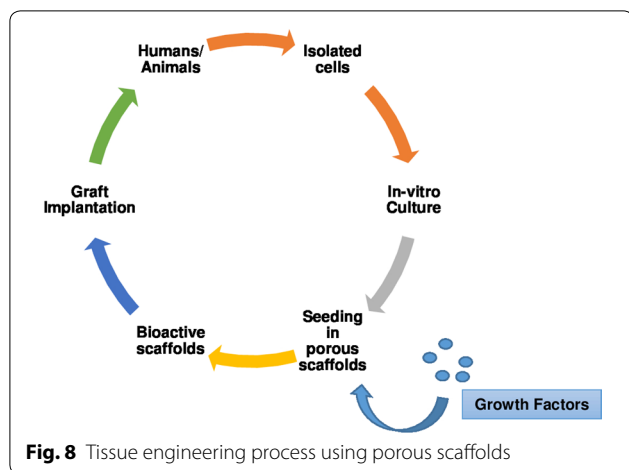 Humans/
Animals
Isolated
cells
In-vitro
Culture
Seeding
in
porous
scaffolds
Growth Factors
Bioactive
scaffolds
Graft
Implantation
Fig. 8 Tissue engineering process using porous scaffolds